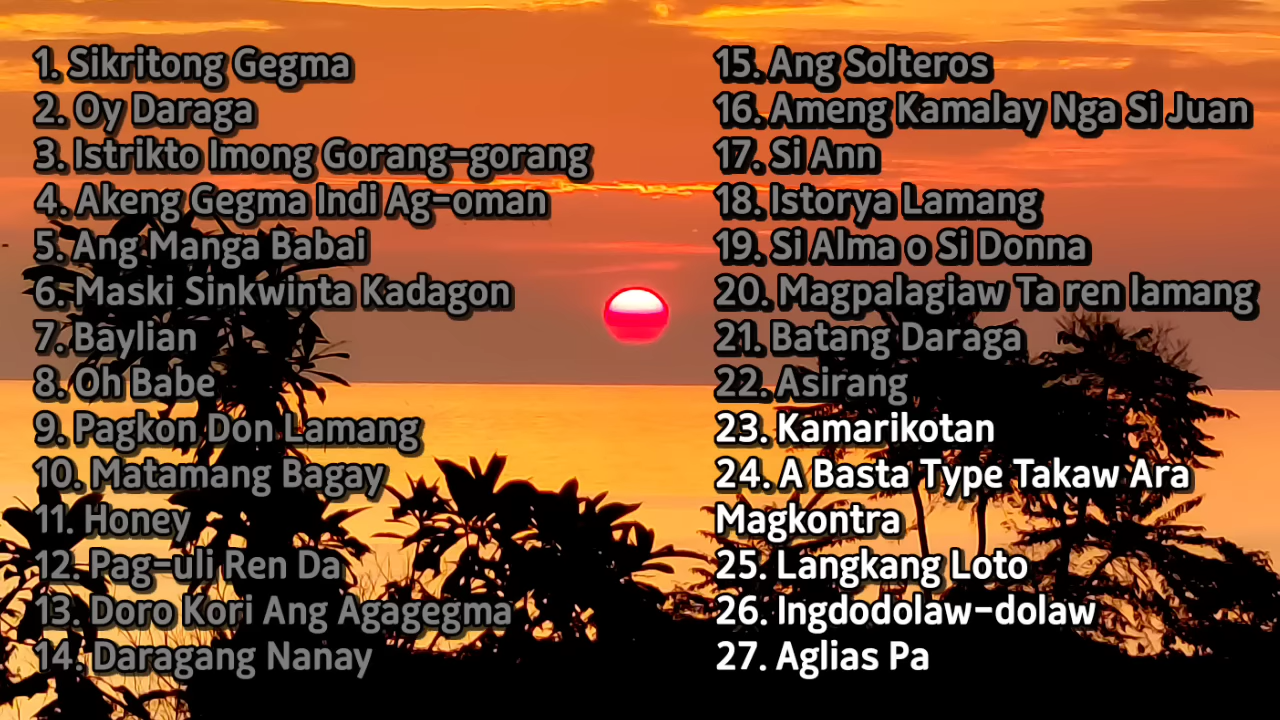 1. Sikritong Gegma
2. Oy Daraga
3. Istrikto Imong Gorang-gorang
4. Akeng Gegma Indi Ag-oman
5. Ang Manga Babai
6. Maski Sinkwinta Kadagon
7. Baylian
8. Oh Babe
9. Pagkon Don Lamang
10. Matamang Bagay
11. Honey
12. Pag-uli Ren Da
13. Doro Kori Ang Agagegma
14. Daragang Nanay
15. Ang Solteros
16. Ameng Kamalay Nga Si Juan
17. Si Ann
18. Istorya Lamang
19. Si Alma o Si Donna
20. Magpalagiaw Ta ren lamang
21. Batang Daraga
22. Asirang
23. Kamarikotan
24. A Basta Type Takaw Ara
Magkontra
25. Langkang Loto
26. Ingdodolaw-dolaw
27. Aglias Pa